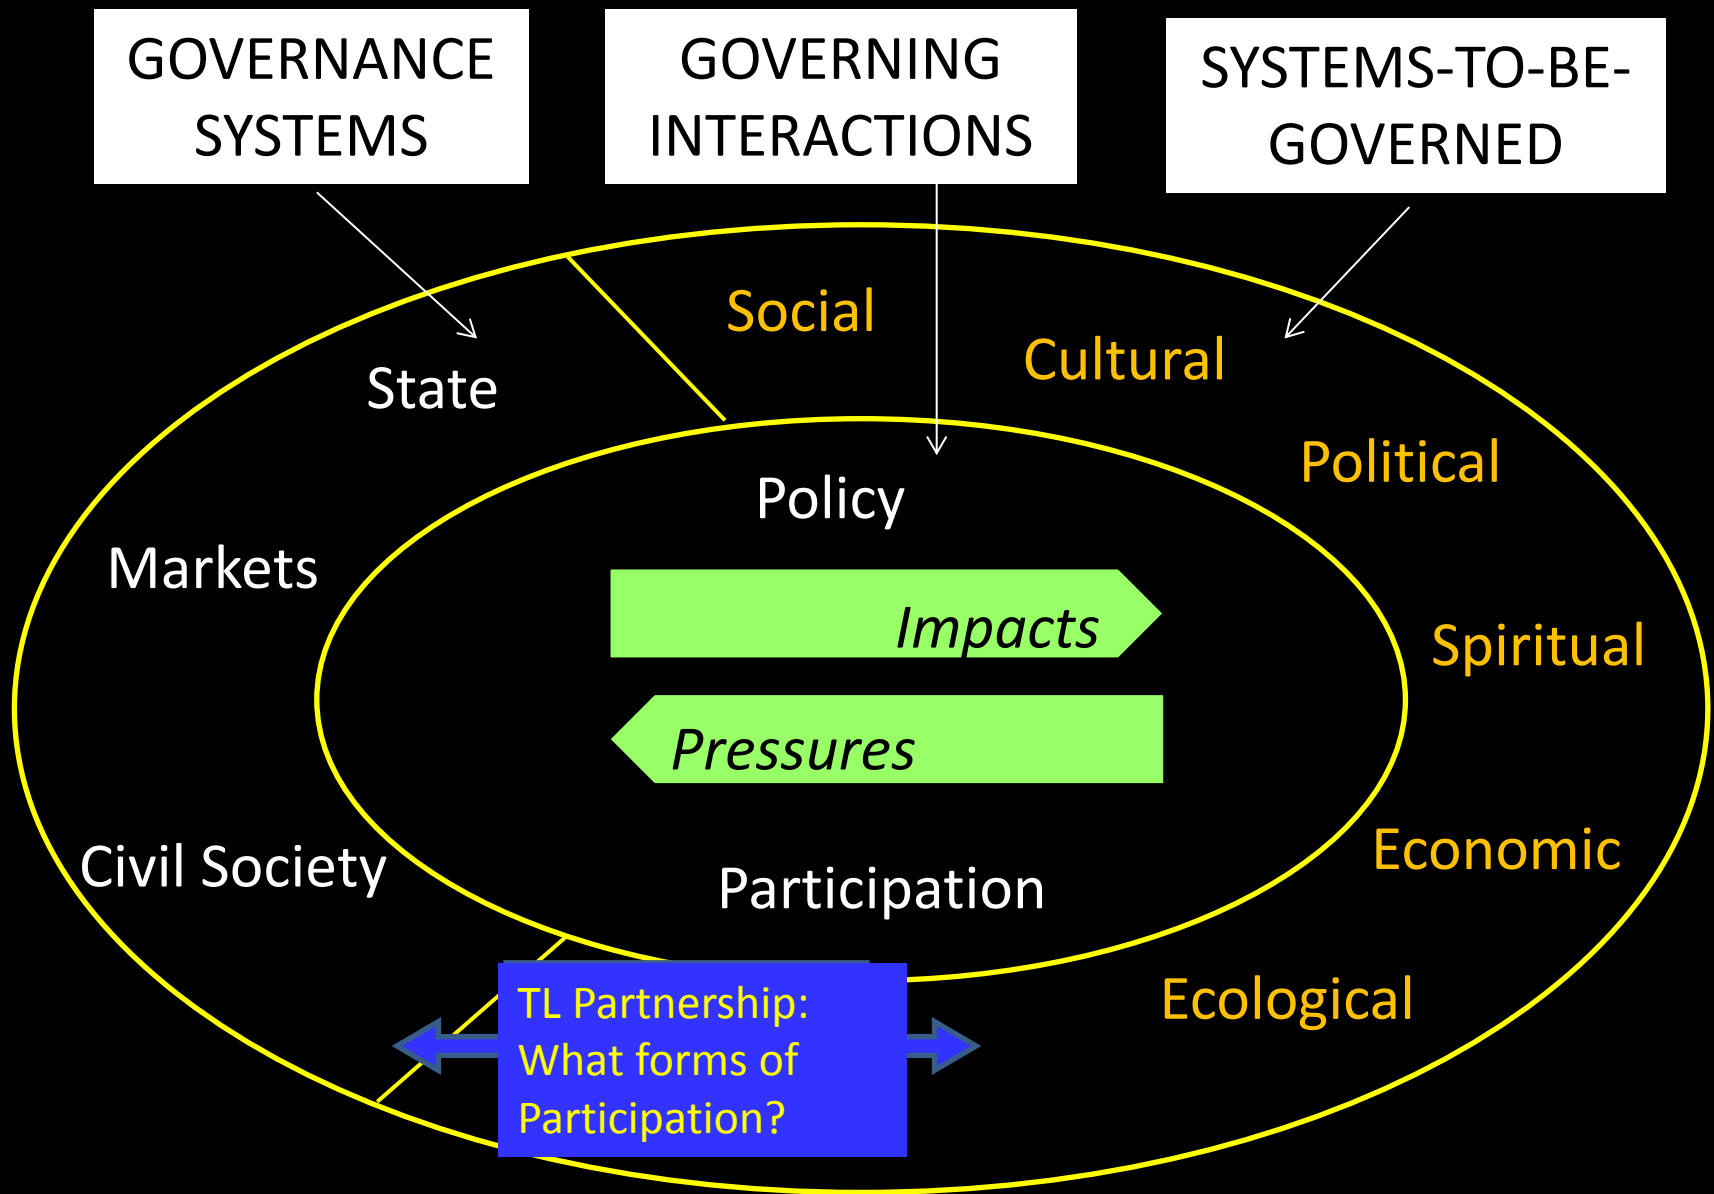 GOVERNANCE
SYSTEMS
GOVERNING
INTERACTIONS
SYSTEMS-TO-BE-
GOVERNED
Social
Cultural
State
Political
Policy
Markets
Impacts
Spiritual
Pressures
Civil Society
Economic
Participation
Ecological
TL Partnership:
What forms of
Participation?